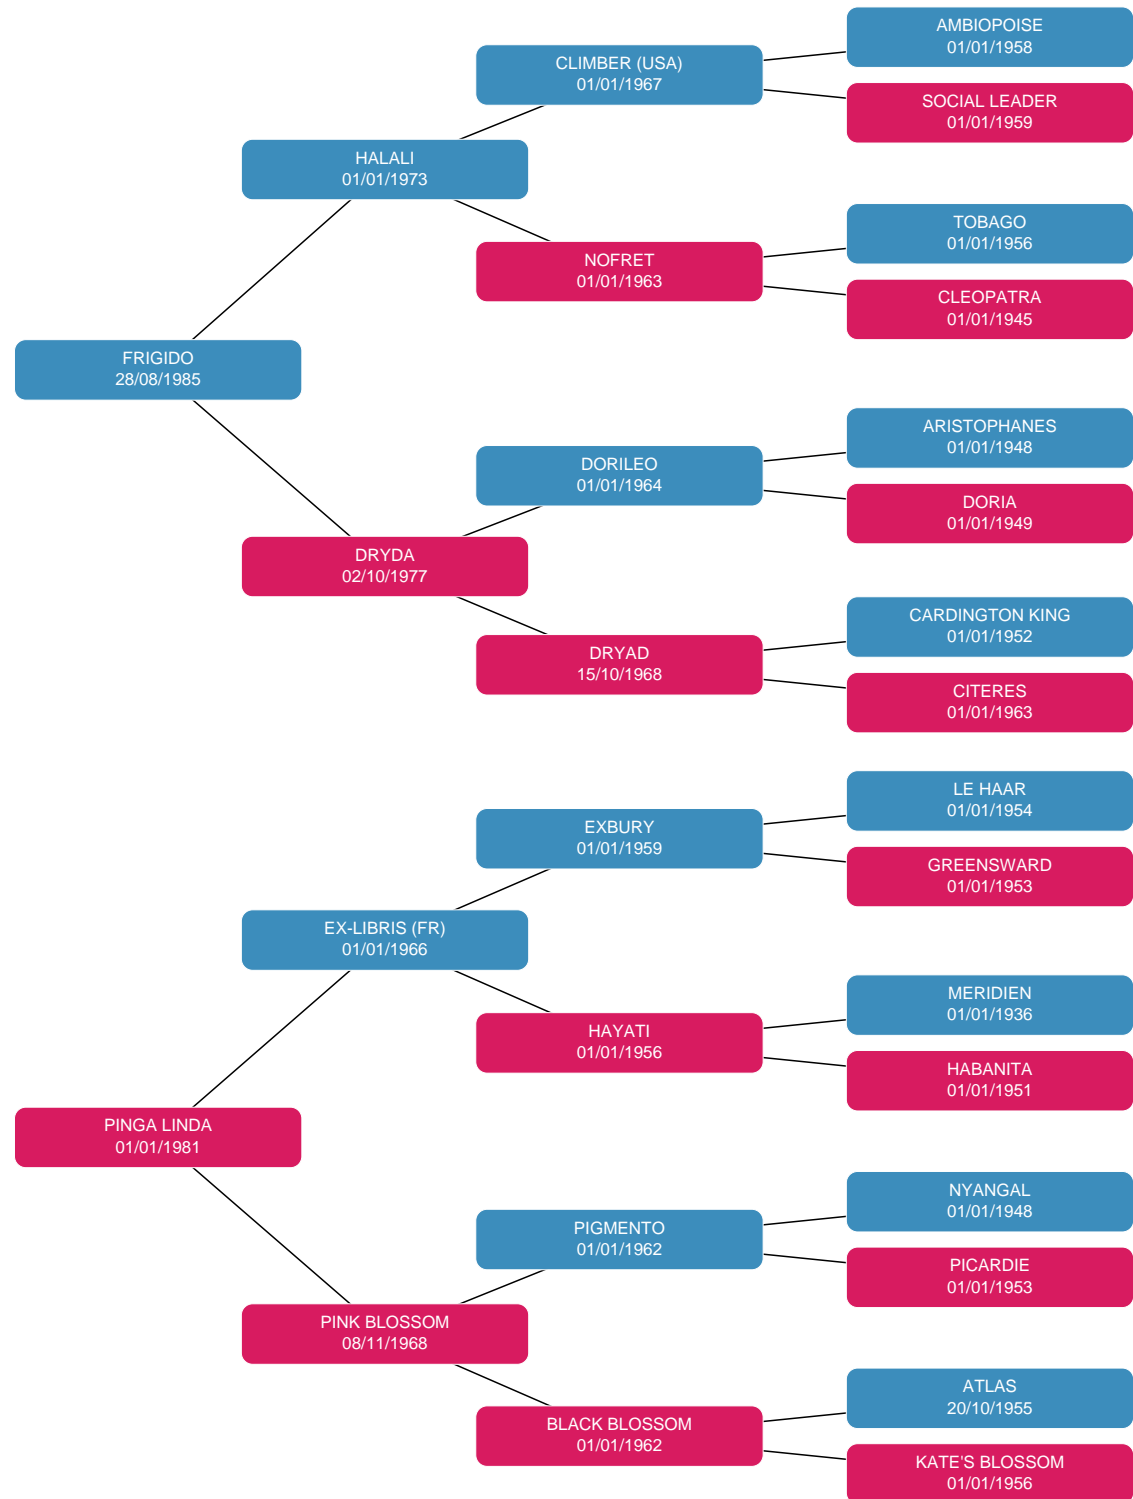 AMBIOPOISE
01/01/1958
CLIMBER (USA)
01/01/1967
SOCIAL LEADER
01/01/1959
HALALI
01/01/1973
TOBAGO
01/01/1956
NOFRET
01/01/1963
CLEOPATRA
01/01/1945
FRIGIDO
28/08/1985
ARISTOPHANES
01/01/1948
DORILEO
01/01/1964
DORIA
01/01/1949
DRYDA
02/10/1977
CARDINGTON KING
01/01/1952
DRYAD
15/10/1968
CITERES
01/01/1963
LE HAAR
01/01/1954
EXBURY
01/01/1959
GREENSWARD
01/01/1953
EX-LIBRIS (FR)
01/01/1966
MERIDIEN
01/01/1936
HAYATI
01/01/1956
HABANITA
01/01/1951
PINGA LINDA
01/01/1981
NYANGAL
01/01/1948
PIGMENTO
01/01/1962
PICARDIE
01/01/1953
PINK BLOSSOM
08/11/1968
ATLAS
20/10/1955
BLACK BLOSSOM
01/01/1962
KATE'S BLOSSOM
01/01/1956